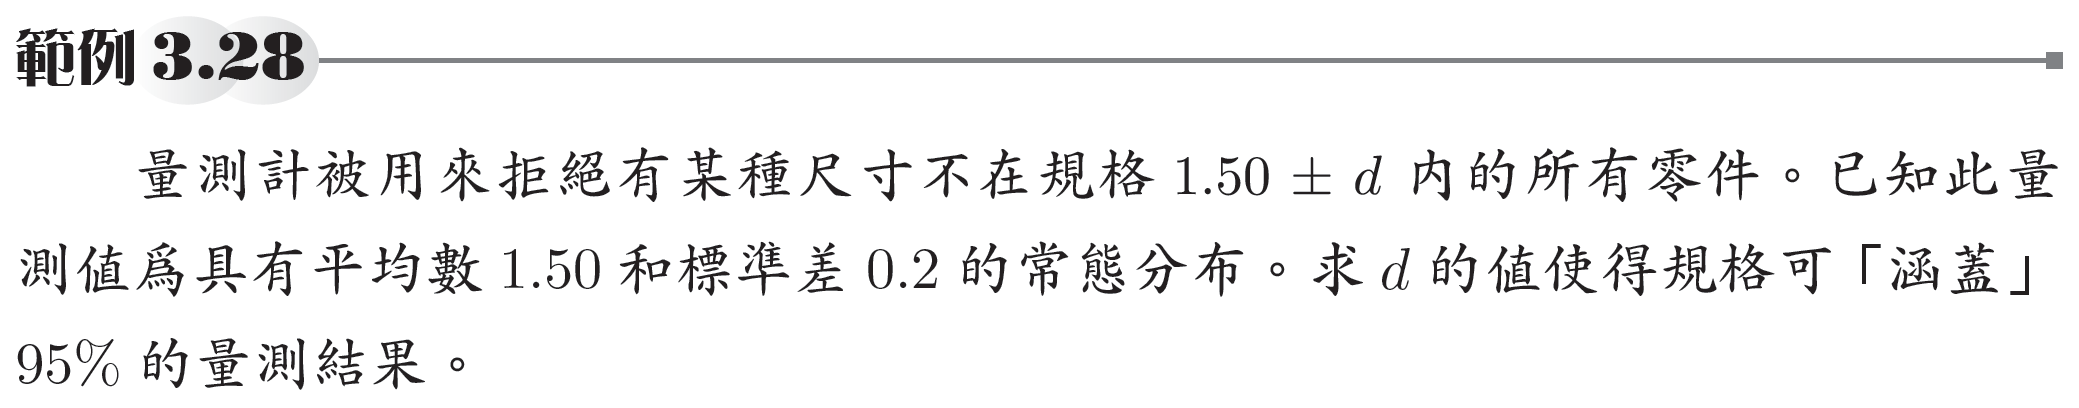 範例 3.28
量測計被用來拒絕有某種尺寸不在規格 1.50 ± d 內的所有零件。已知此量
測值為具有平均數 1.50 和標準差 0.2 的常態分布。求 d 的值使得規格可「涵蓋」
95% 的量測結果。